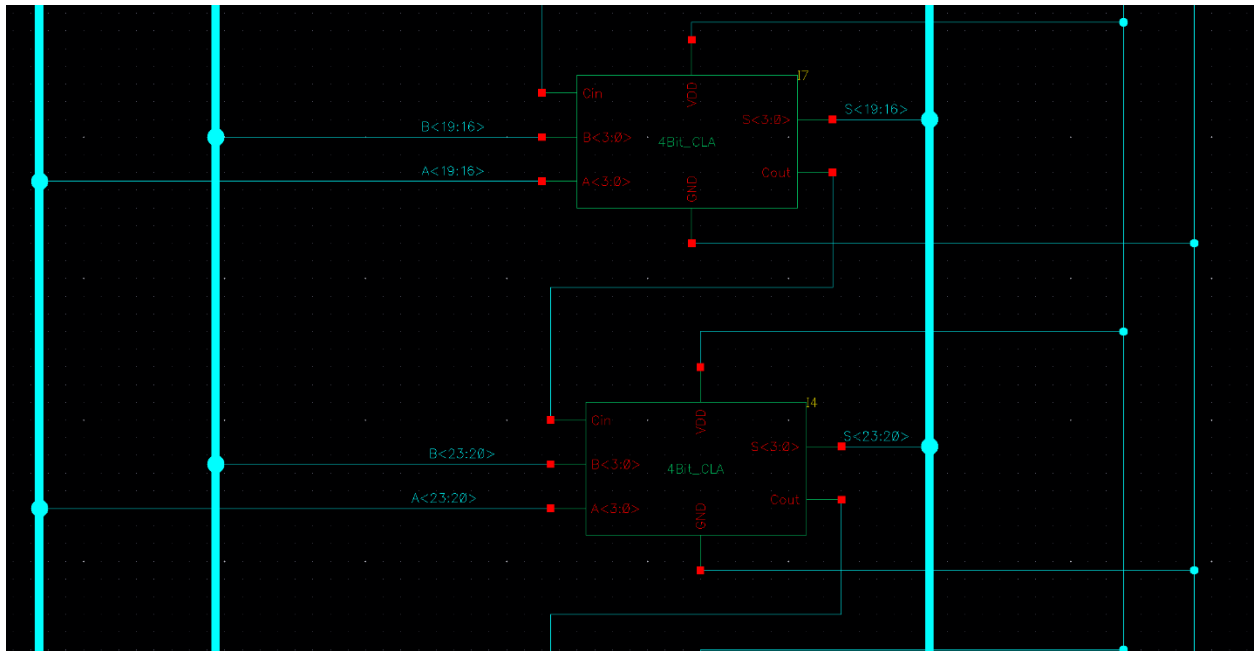 I7
Cin
VDD
B<19:16>
B<3:0>
S<3:0>
S<19:16>
4Bit_CLA
A<19:16>
A<3:0>
GND
Cout
I4
Cin
VDD
B<23:20>
B<3:0>
S<3:0>
S<23:20>
4Bit_CLA
A<23:20>
A<3:0>
GND
Cout